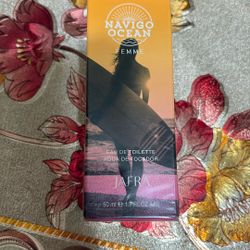 NAVIGO
OCEAN
FEMME
EAU DE TOILETTE
AGUA DE TOCADOR
JAFRA
50 ml e 1.7 FL. OZ.